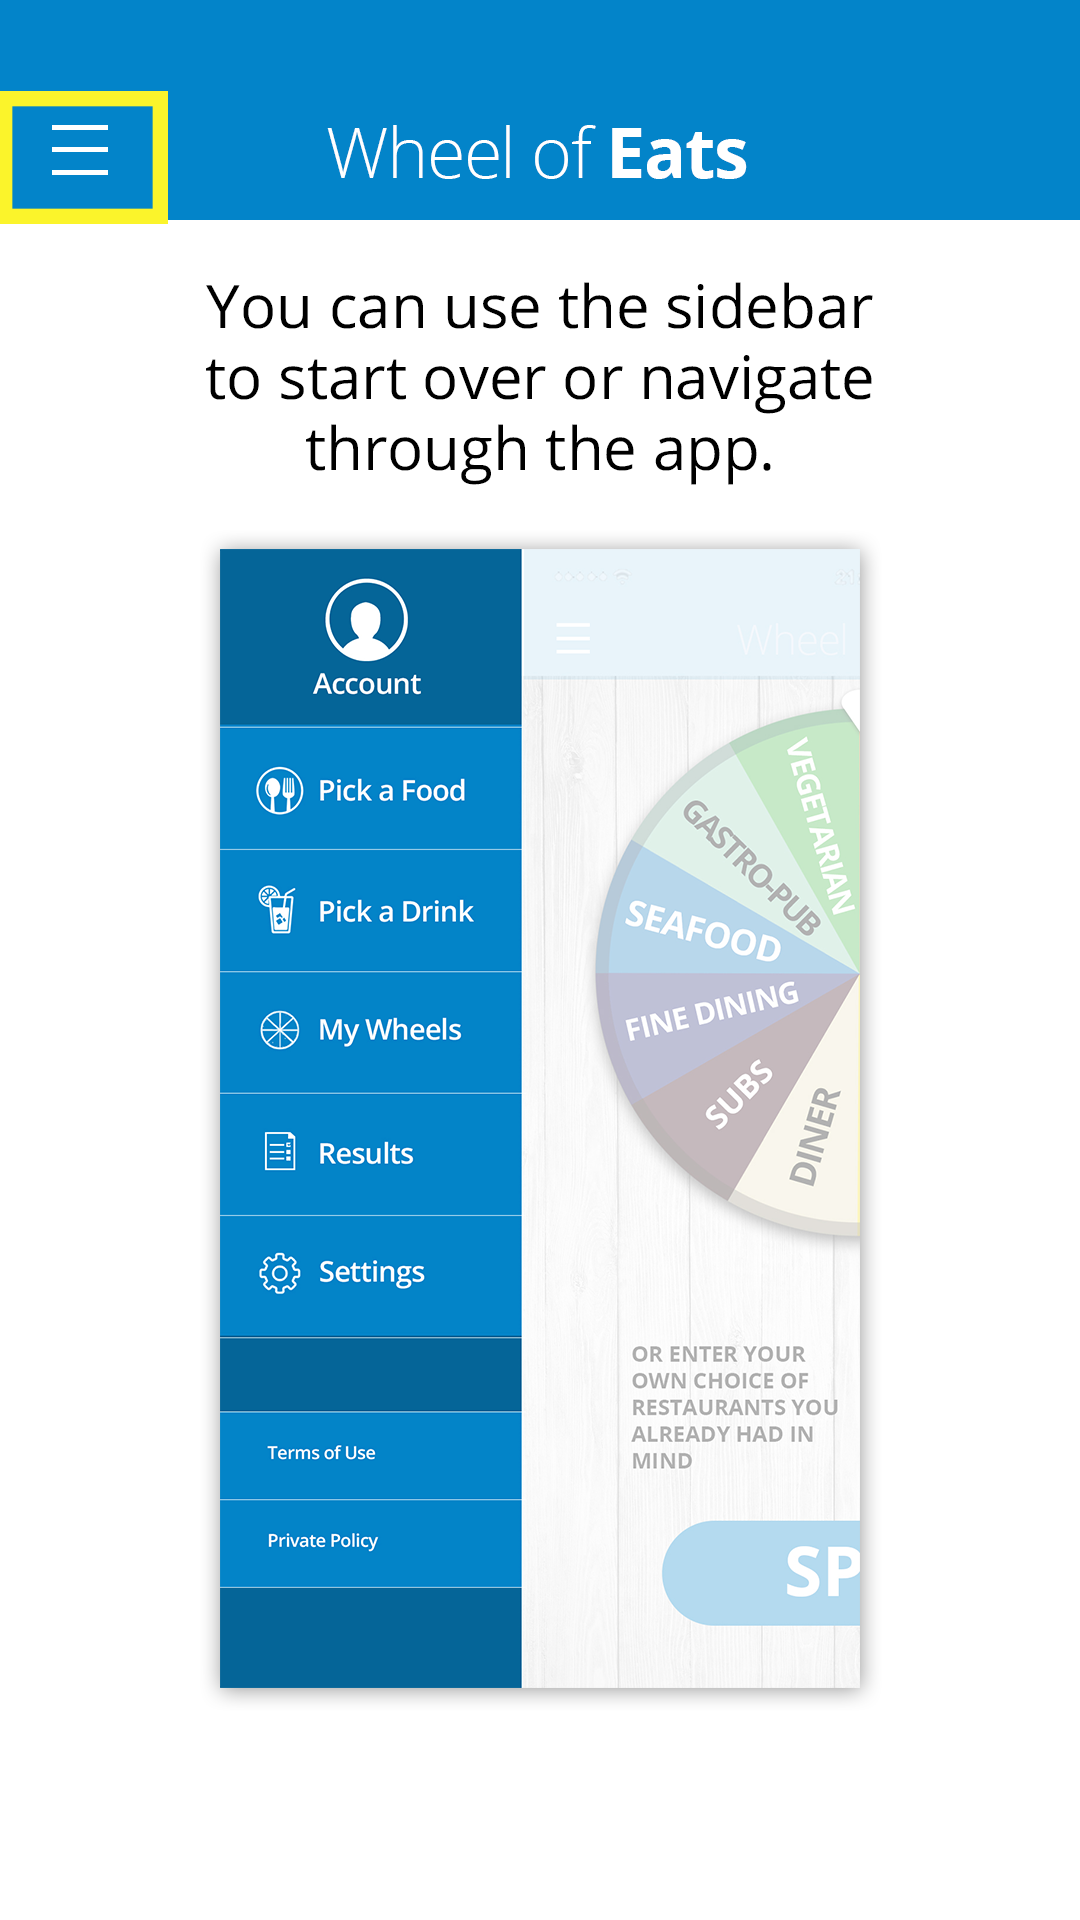 Wheel of Eats
You can use the sidebar
to start over or navigate
through the app.
Account
Pick a Food
Pick a Drink
My Wheels
Results
Settings
Terms of Use
Private Policy
Wheel
VEGETARIAN
GASTRO-PUB
SEAFOOD
FINE DINING
SUBS
DINER
OR ENTER YOUR
OWN CHOICE OF
RESTAURANTS YOU
ALREADY HAD IN
MIND
SP